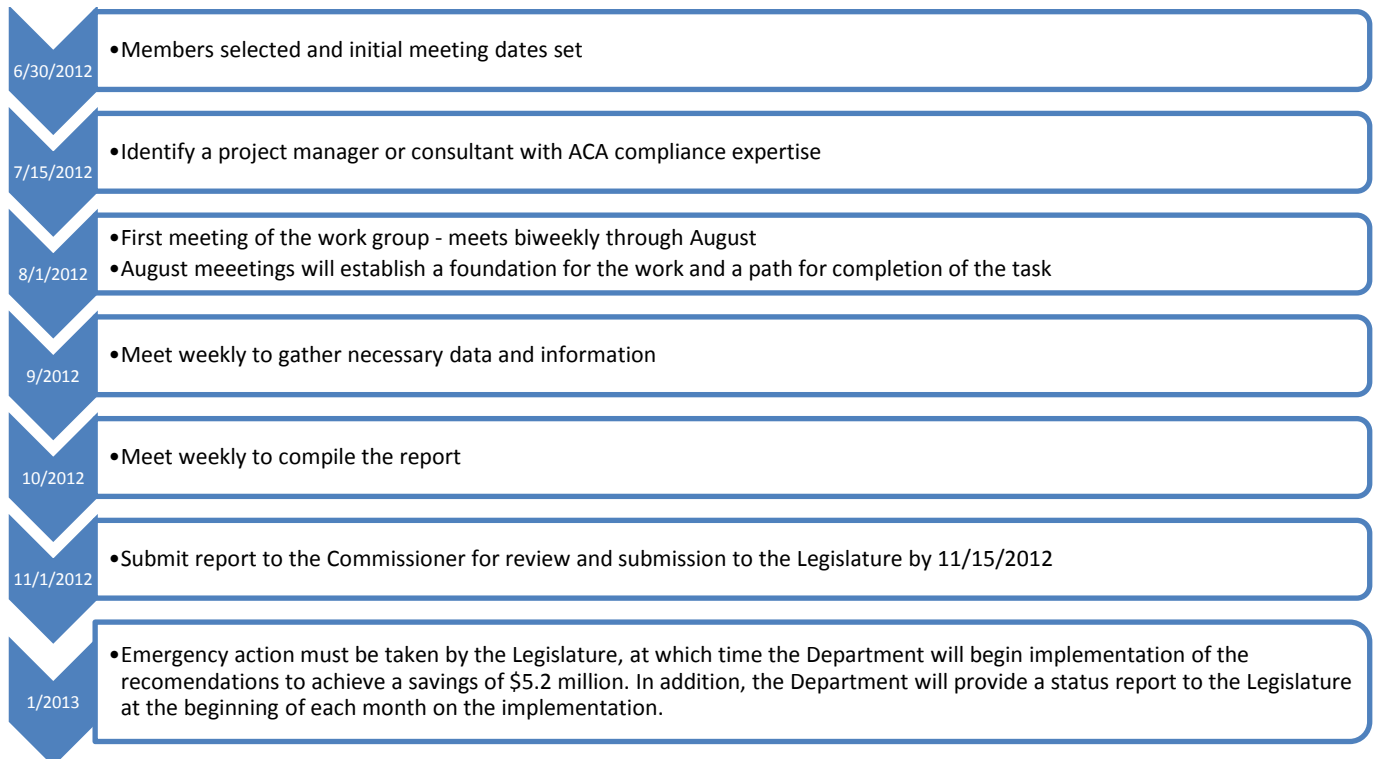 6/30/2012
•Members selected and initial meeting dates set
7/15/2012
•Identify a project manager or consultant with ACA compliance expertise
8/1/2012
•First meeting of the work group - meets biweekly through August
•August meeetings will establish a foundation for the work and a path for completion of the task
9/2012
•Meet weekly to gather necessary data and information
10/2012
•Meet weekly to compile the report
11/1/2012
•Submit report to the Commissioner for review and submission to the Legislature by 11/15/2012
1/2013
•Emergency action must be taken by the Legislature, at which time the Department will begin implementation of the
recomendations to achieve a savings of $5.2 million. In addition, the Department will provide a status report to the Legislature
at the beginning of each month on the implementation.